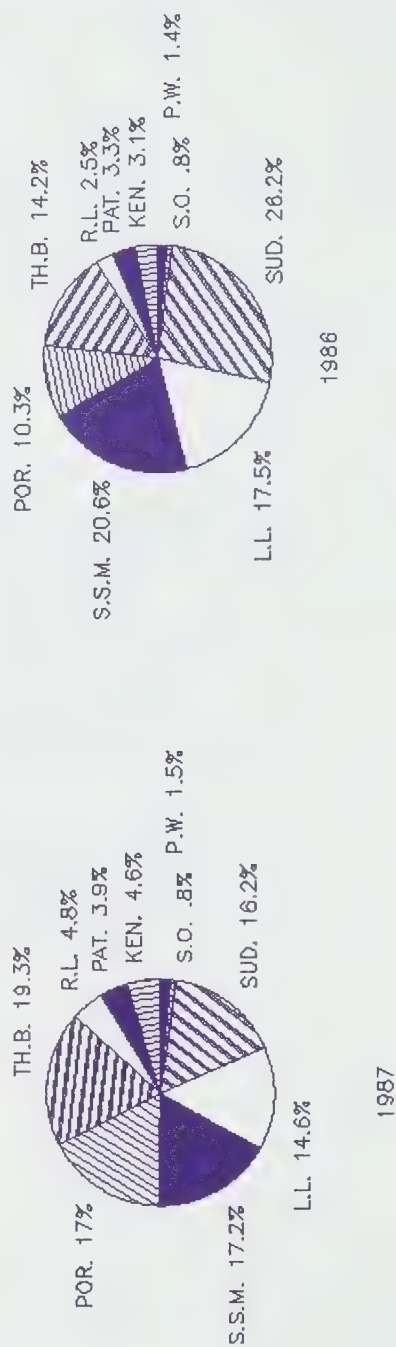 TH.B. 19.3%
R.L. 4.8%
PAT. 3.9%
KEN. 4.6%
POR. 17%
S.O. .8% P.W. 1.5%
S.S.M. 17.2%
SUD. 16.2%
L.L. 14.6%
1987
TH.B. 14.2%
POR. 10.3%
R.L. 2.5%
PAT. 3.3%
KEN. 3.1%
S.S.M. 20.6%
S.O. .8% P.W. 1.4%
SUD. 26.2%
L.L. 17.5%
1986